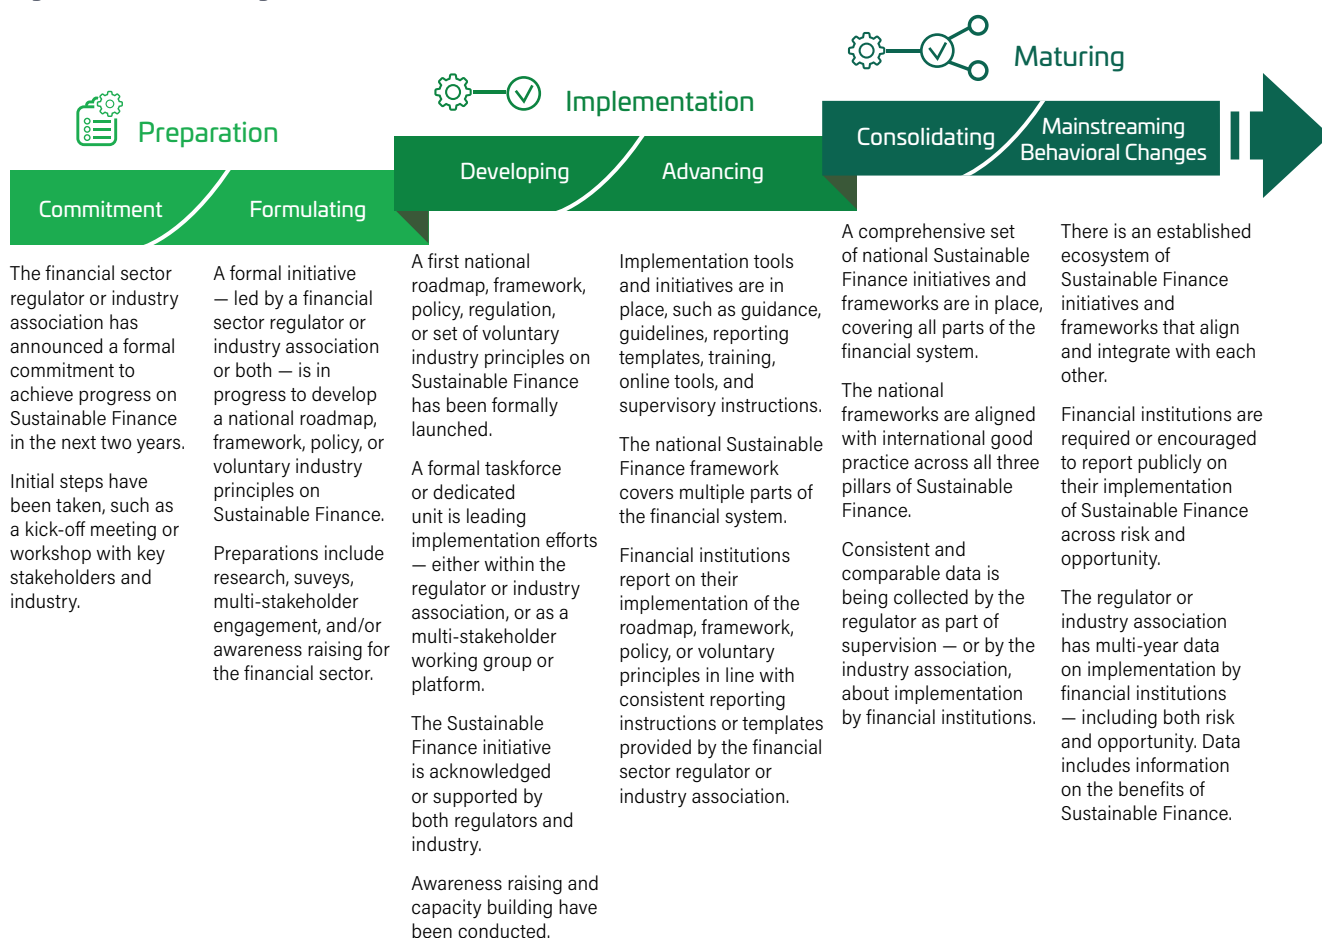 Preparation
Commitment
Formulating
The financial sector
regulator or industry
association has
announced a formal
commitment to
achieve progress on
Sustainable Finance
in the next two years.
Initial steps have
been taken, such as
a kick-off meeting or
workshop with key
stakeholders and
industry.
A formal initiative
— led by a financial
sector regulator or
industry association
or both — is in
progress to develop
a national roadmap,
framework, policy, or
voluntary industry
principles on
Sustainable Finance.
Preparations include
research, suveys,
multi-stakeholder
engagement, and/or
awareness raising for
the financial sector.
Implementation
Developing
Advancing
A first national
roadmap, framework,
policy, regulation,
or set of voluntary
industry principles on
Sustainable Finance
has been formally
launched.
A formal taskforce
or dedicated
unit is leading
implementation efforts
— either within the
regulator or industry
association, or as a
multi-stakeholder
working group or
platform.
The Sustainable
Finance initiative
is acknowledged
or supported by
both regulators and
industry.
Awareness raising and
capacity building have
been conducted.
Implementation tools
and initiatives are in
place, such as guidance,
guidelines, reporting
templates, training,
online tools, and
supervisory instructions.
The national Sustainable
Finance framework
covers multiple parts of
the financial system.
Financial institutions
report on their
implementation of the
roadmap, framework,
policy, or voluntary
principles in line with
consistent reporting
instructions or templates
provided by the financial
sector regulator or
industry association.
Maturing
Consolidating
Mainstreaming
Behavioral Changes
A comprehensive set
of national Sustainable
Finance initiatives and
frameworks are in place,
covering all parts of the
financial system.
The national
frameworks are aligned
with international good
practice across all three
pillars of Sustainable
Finance.
Consistent and
comparable data is
being collected by the
regulator as part of
supervision — or by the
industry association,
about implementation
by financial institutions.
There is an established
ecosystem of
Sustainable Finance
initiatives and
frameworks that align
and integrate with each
other.
Financial institutions are
required or encouraged
to report publicly on
their implementation
of Sustainable Finance
across risk and
opportunity.
The regulator or
industry association
has multi-year data
on implementation by
financial institutions
— including both risk
and opportunity. Data
includes information
on the benefits of
Sustainable Finance.